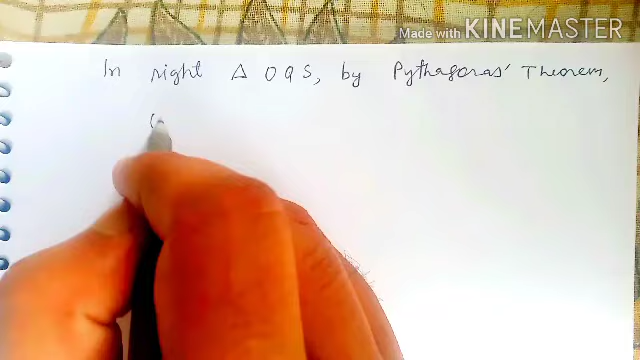 Made with KINEMASTER
In right Δ OQS, by Pythagoras' Theorem,